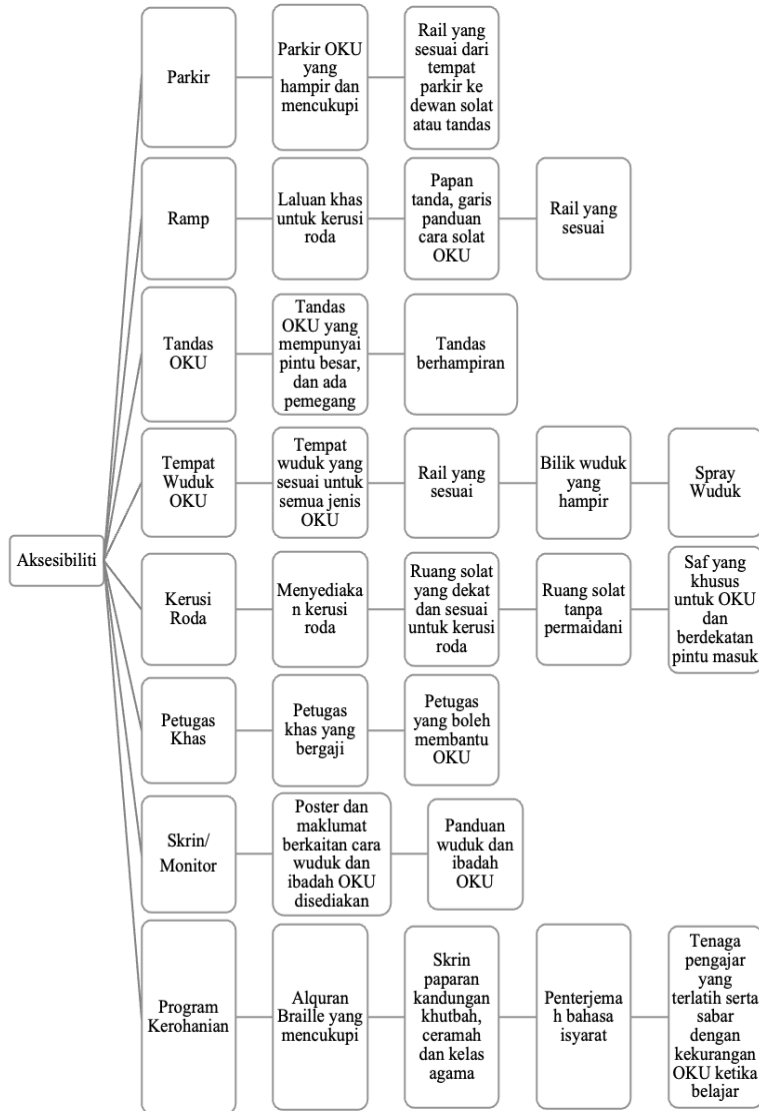 Parkir
Parkir OKU
yang
hampir dan
mencukupi
Rail yang
sesuai dari
tempat
parkir ke
dewan solat
atau tandas
Ramp
Laluan khas
untuk kerusi
roda
Papan
tanda, garis
panduan
cara solat
OKU
Rail yang
sesuai
Tandas
OKU
Tandas
OKU yang
mempunyai
pintu besar,
dan ada
pemegang
Tandas
berhampiran
Tempat
Wuduk
OKU
Tempat
wuduk yang
sesuai untuk
semua jenis
OKU
Rail yang
sesuai
Bilik wuduk
yang
hampir
Spray
Wuduk
Aksesibiliti
Kerusi
Roda
Menyediaka
n kerusi
roda
Ruang solat
yang dekat
dan sesuai
untuk kerusi
roda
Ruang solat
tanpa
permaidani
Saf yang
khusus
untuk OKU
dan
berdekatan
pintu masuk
Petugas
Khas
Petugas
khas yang
bergaji
Petugas
yang boleh
membantu
OKU
Skrin/
Monitor
Poster dan
maklumat
berkaitan cara
wuduk dan
ibadah OKU
disediakan
Panduan
wuduk dan
ibadah
OKU
Program
Kerohanian
Alquran
Braille yang
mencukupi
Skrin
paparan
kandungan
khutbah,
ceramah
dan kelas
agama
Penterjema
h bahasa
isyarat
Tenaga
pengajar
yang
terlatih serta
sabar
dengan
kekurangan
OKU ketika
belajar